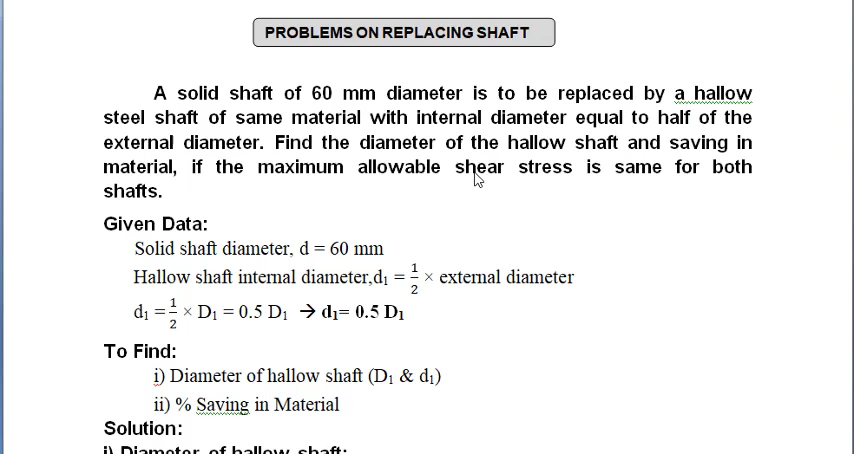 PROBLEMS ON REPLACING SHAFT
A solid shaft of 60 mm diameter is to be replaced by a hallow
steel shaft of same material with internal diameter equal to half of the
external diameter. Find the diameter of the hallow shaft and saving in
material, if the maximum allowable shear stress is same for both
shafts.
Given Data:
Solid shaft diameter, d = 60 mm
Hallow shaft internal diameter,d₁ = 1/2 × external diameter
d₁ = 1/2 × D₁ = 0.5 D₁ → d₁= 0.5 D₁
To Find:
i) Diameter of hallow shaft (D₁ & d₁)
ii) % Saving in Material
Solution:
i) Diameter of hallow shaft: